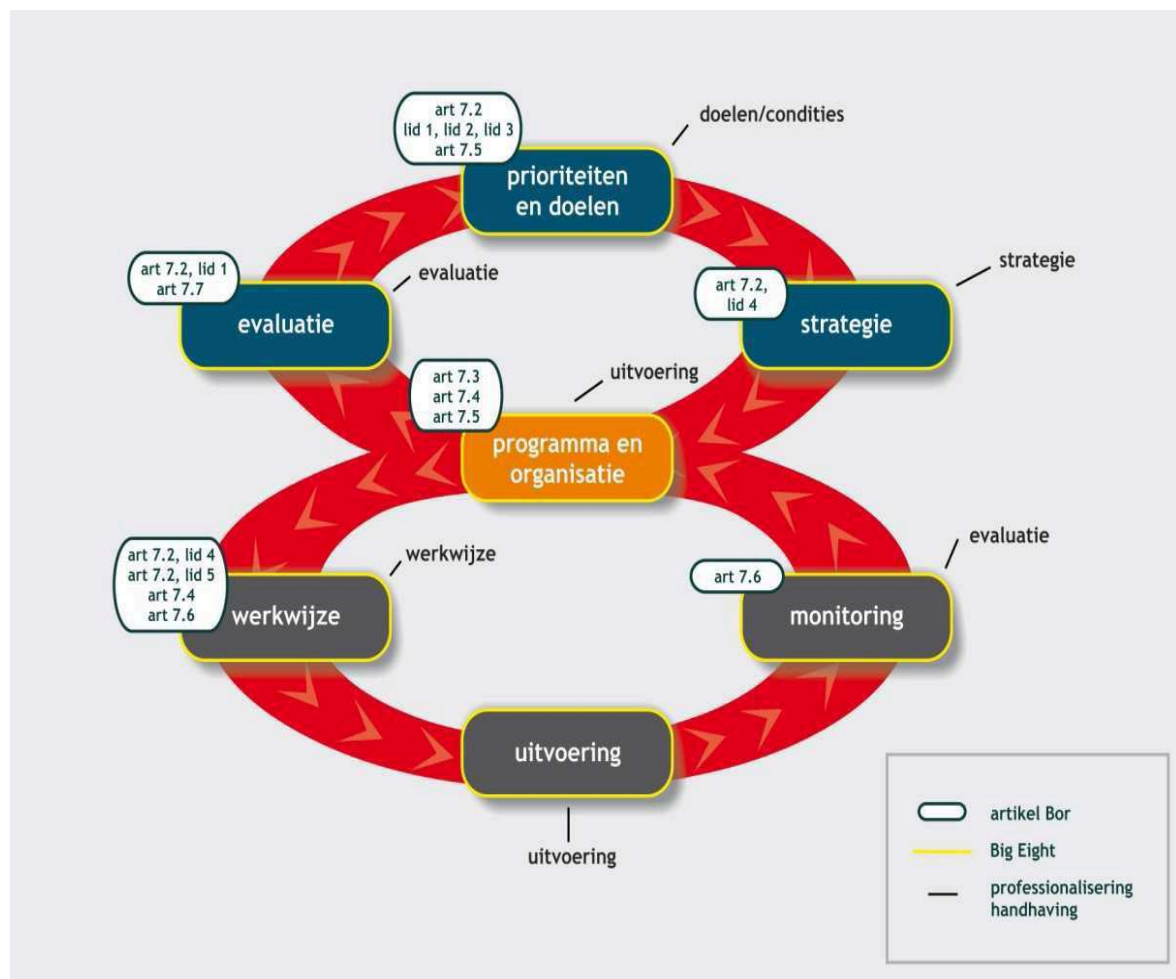 art 7.2
lid 1, lid 2, lid 3
art 7.5
doelen/condities
prioriteiten
en doelen
art 7.2, lid 1
art 7.7
evaluatie
evaluatie
art 7.2,
lid 4
strategie
strategie
art 7.3
art 7.4
art 7.5
uitvoering
programma en
organisatie
art 7.2, lid 4
art 7.2, lid 5
art 7.4
art 7.6
werkwijze
werkwijze
art 7.6
evaluatie
monitoring
uitvoering
uitvoering
artikel Bor
Big Eight
professionalisering
handhaving